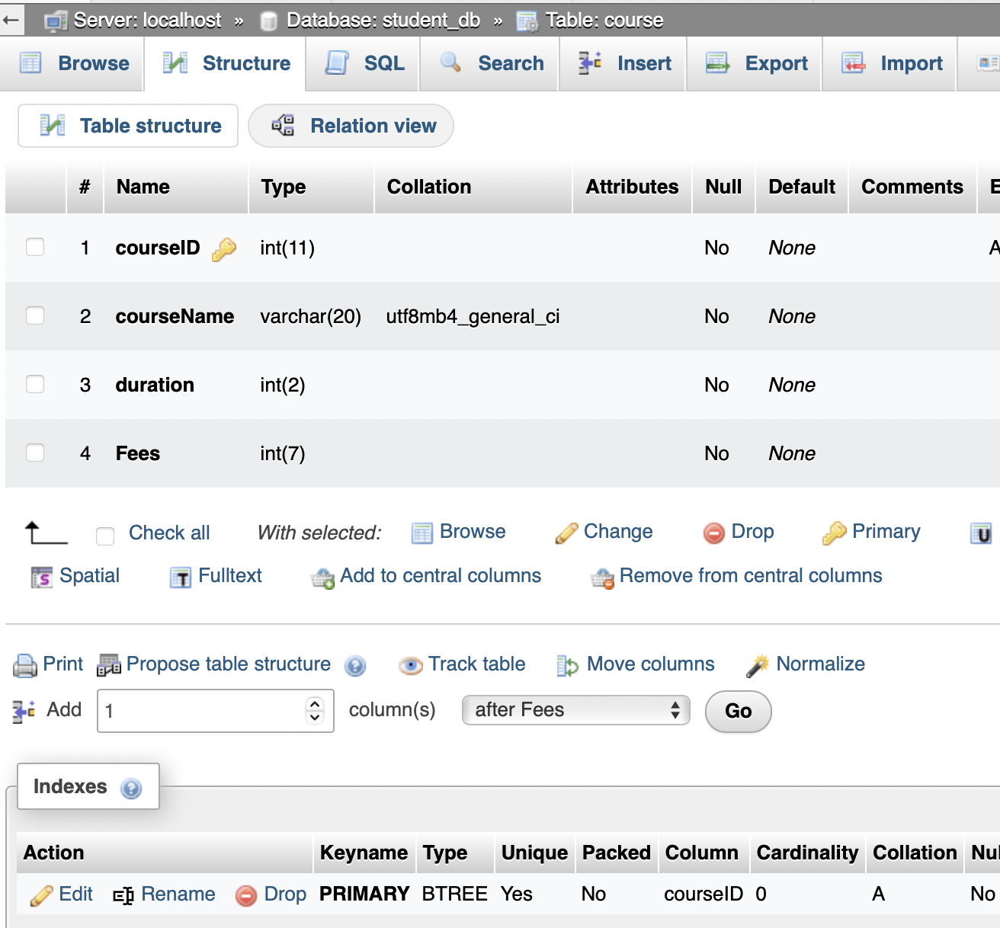 ← Server: localhost » Database: student_db » Table: course
Browse Structure SQL Search Insert Export Import
Table structure Relation view
# Name Type Collation Attributes Null Default Comments E
1 courseID int(11) No None A
2 courseName varchar(20) utf8mb4_general_ci No None
3 duration int(2) No None
4 Fees int(7) No None
Check all With selected: Browse Change Drop Primary U
S Spatial T Fulltext Add to central columns Remove from central columns
Print Propose table structure ? Track table Move columns Normalize
Add 1 column(s) after Fees Go
Indexes ?
Action Keyname Type Unique Packed Column Cardinality Collation Nul
Edit Rename Drop PRIMARY BTREE Yes No courseID 0 A No